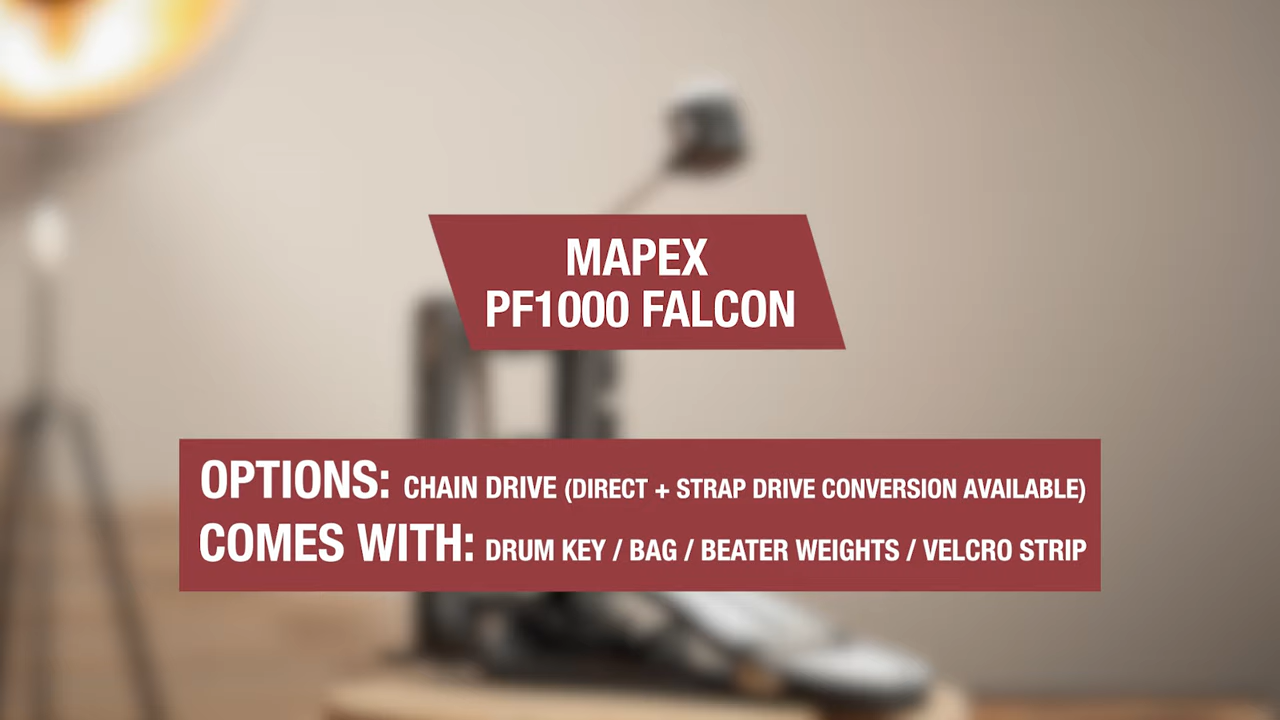 MAPEX
PF1000 FALCON
OPTIONS: CHAIN DRIVE (DIRECT + STRAP DRIVE CONVERSION AVAILABLE)
COMES WITH: DRUM KEY / BAG / BEATER WEIGHTS / VELCRO STRIP